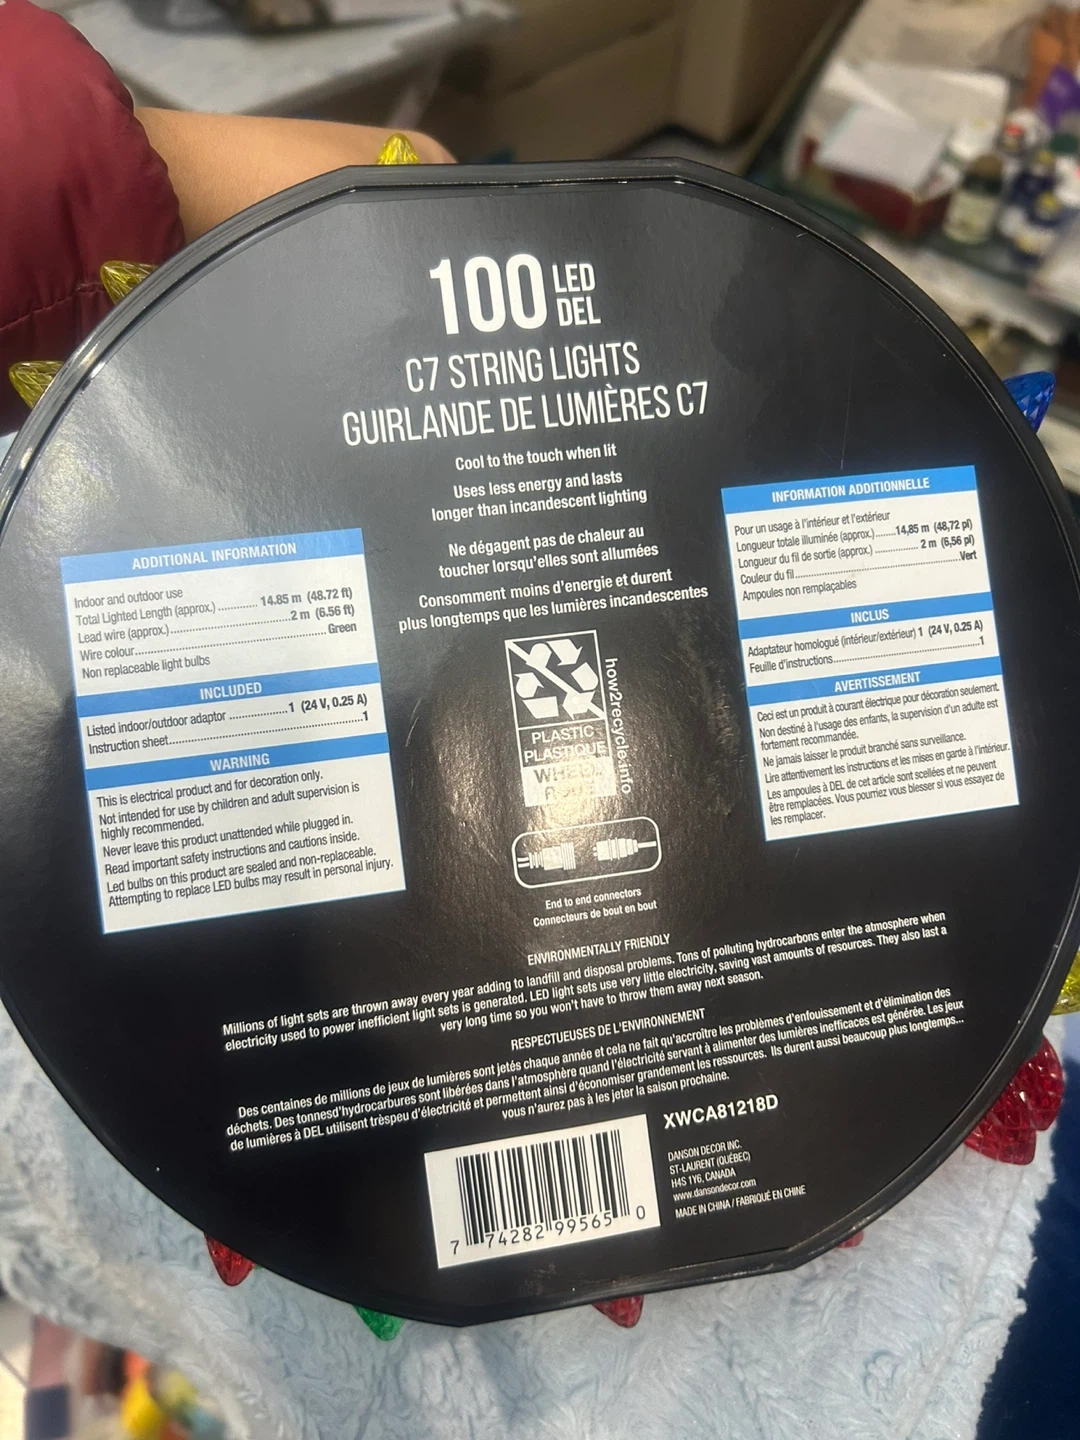 100 LED
DEL
C7 STRING LIGHTS
GUIRLANDE DE LUMIÈRES C7
Cool to the touch when lit
Uses less energy and lasts
longer than incandescent lighting
Ne dégagent pas de chaleur au
toucher lorsqu'elles sont allumées
Consomment moins d'energie et durent
plus longtemps que les lumières incandescentes
ADDITIONAL INFORMATION
Indoor and outdoor use
Total Lighted Length (approx.) ............ 14.85 m (48.72 ft)
Lead wire (approx.).....................................2 m (6.56 ft)
Wire colour............................................................ Green
Non replaceable light bulbs
INCLUDED
Listed indoor/outdoor adaptor .................1 (24 V, 0.25 A)
Instruction sheet.............................................................1
WARNING
This is electrical product and for decoration only.
Not intended for use by children and adult supervision is
highly recommended.
Never leave this product unattended while plugged in.
Read important safety instructions and cautions inside.
Led bulbs on this product are sealed and non-replaceable.
Attempting to replace LED bulbs may result in personal injury.
INFORMATION ADDITIONNELLE
Pour un usage à l'intérieur et l'extérieur
Longueur totale illuminée (approx.).......14,85 m (48,72 pi)
Longueur du fil de sortie (approx.) ............... 2 m (6,56 pi)
Couleur du fil............................................................Vert
Ampoules non remplaçables
INCLUS
Adaptateur homologué (intérieur/extérieur) 1 (24 V, 0.25 A)
Feuille d'instructions......................................................1
AVERTISSEMENT
Ceci est un produit à courant électrique pour décoration seulement.
Non destiné à l'usage des enfants, la supervision d'un adulte est
fortement recommandée.
Ne jamais laisser le produit branché sans surveillance.
Lire attentivement les instructions et les mises en garde à l'intérieur.
Les ampoules à DEL de cet article sont scellées et ne peuvent
être remplacées. Vous pourriez vous blesser si vous essayez de
les remplacer.
PLASTIC
PLASTIQUE
how2recycle.info
End to end connectors
Connecteurs de bout en bout
ENVIRONMENTALLY FRIENDLY
Millions of light sets are thrown away every year adding to landfill and disposal problems. Tons of polluting hydrocarbons enter the atmosphere when
electricity used to power inefficient light sets is generated. LED light sets use very little electricity, saving vast amounts of resources. They also last a
very long time so you won't have to throw them away next season.
RESPECTUEUSES DE L'ENVIRONNEMENT
Des centaines de millions de jeux de lumières sont jetés chaque année et cela ne fait qu'accroître les problèmes d'enfouissement et d'élimination des
déchets. Des tonnesd'hydrocarbures sont libérées dans l'atmosphère quand l'électricité servant à alimenter des lumières inefficaces est générée. Les jeux
de lumières à DEL utilisent trèspeu d'électricité et permettent ainsi d'économiser grandement les ressources. Ils durent aussi beaucoup plus longtemps...
vous n'aurez pas à les jeter la saison prochaine.
XWCA81218D
DANSON DECOR INC.
ST-LAURENT (QUÉBEC)
H4S 1Y6, CANADA
www.dansondecor.com
MADE IN CHINA / FABRIQUÉ EN CHINE
7 74282 99565 0